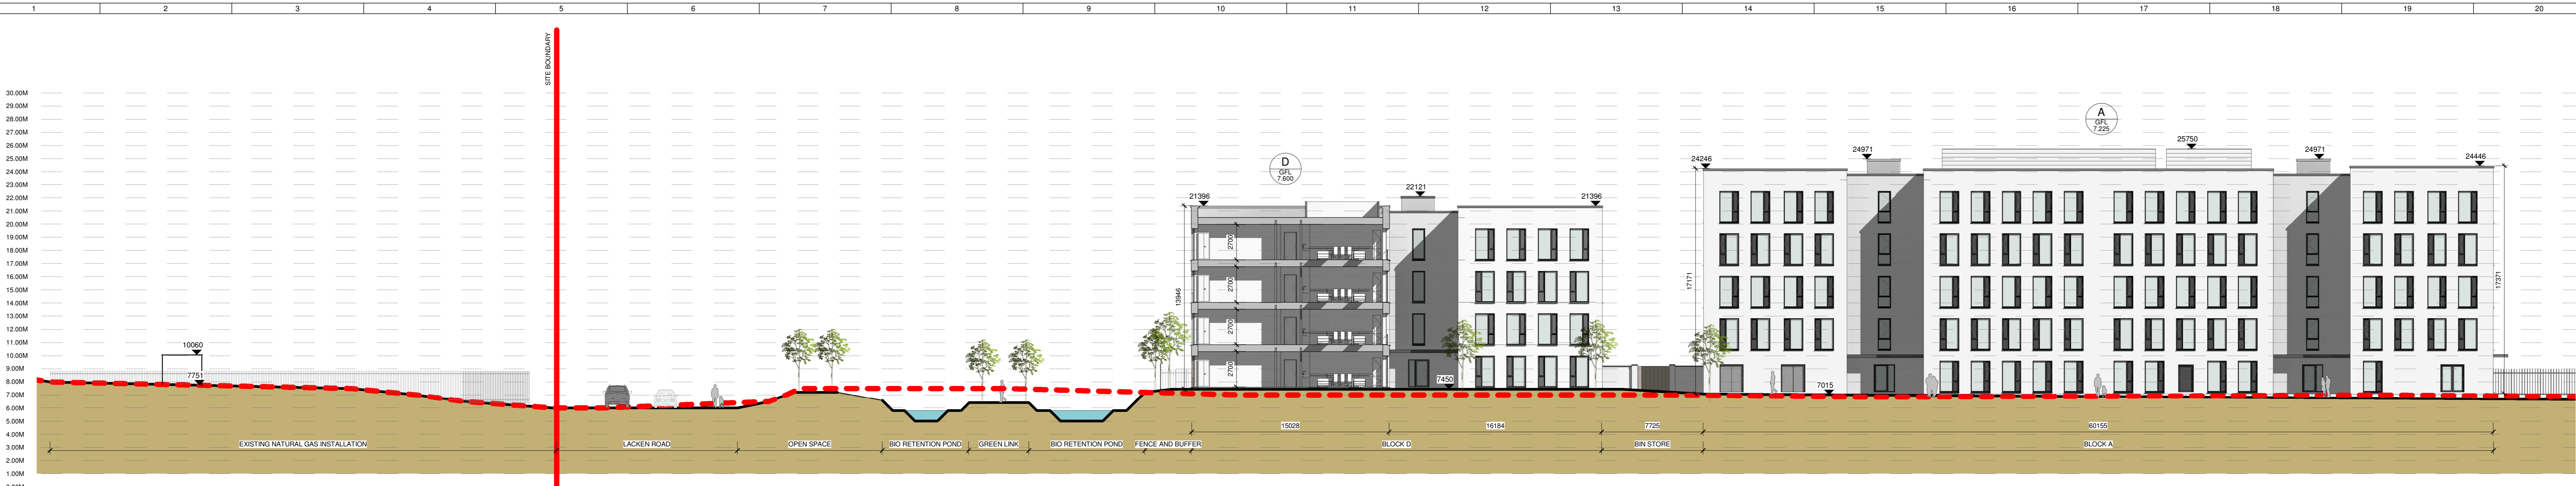 1 2 3 4 5 6 7 8 9 10 11 12 13 14 15 16 17 18 19 20
SITE BOUNDARY
30.00M
29.00M
28.00M
27.00M
26.00M
25.00M
24.00M
23.00M
22.00M
21.00M
20.00M
19.00M
18.00M
17.00M
16.00M
15.00M
14.00M
13.00M
12.00M
11.00M
10.00M
9.00M
8.00M
7.00M
6.00M
5.00M
4.00M
3.00M
2.00M
1.00M
10060
7751
D
GFL
7.600
21396
22121
21396
13946
2700
2700
2700
2700
7450
A
GFL
7.225
24246
24971
25750
24971
24446
17171
17371
7015
15028 16184 7725 60155
EXISTING NATURAL GAS INSTALLATION LACKEN ROAD OPEN SPACE BIO RETENTION POND GREEN LINK BIO RETENTION POND FENCE AND BUFFER BLOCK D BIN STORE BLOCK A